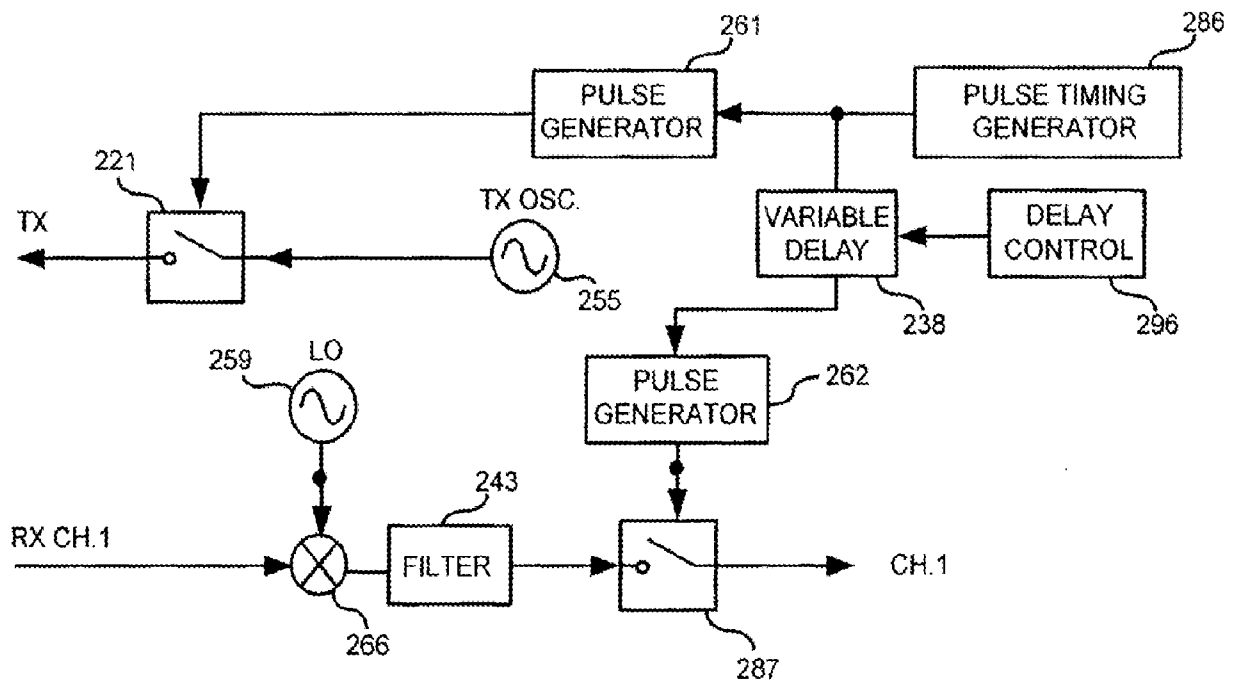 261
286
PULSE
GENERATOR
PULSE TIMING
GENERATOR
221
TX
TX OSC.
255
VARIABLE
DELAY
DELAY
CONTROL
238
296
259
LO
PULSE
GENERATOR
262
243
RX CH.1
FILTER
CH.1
266
287